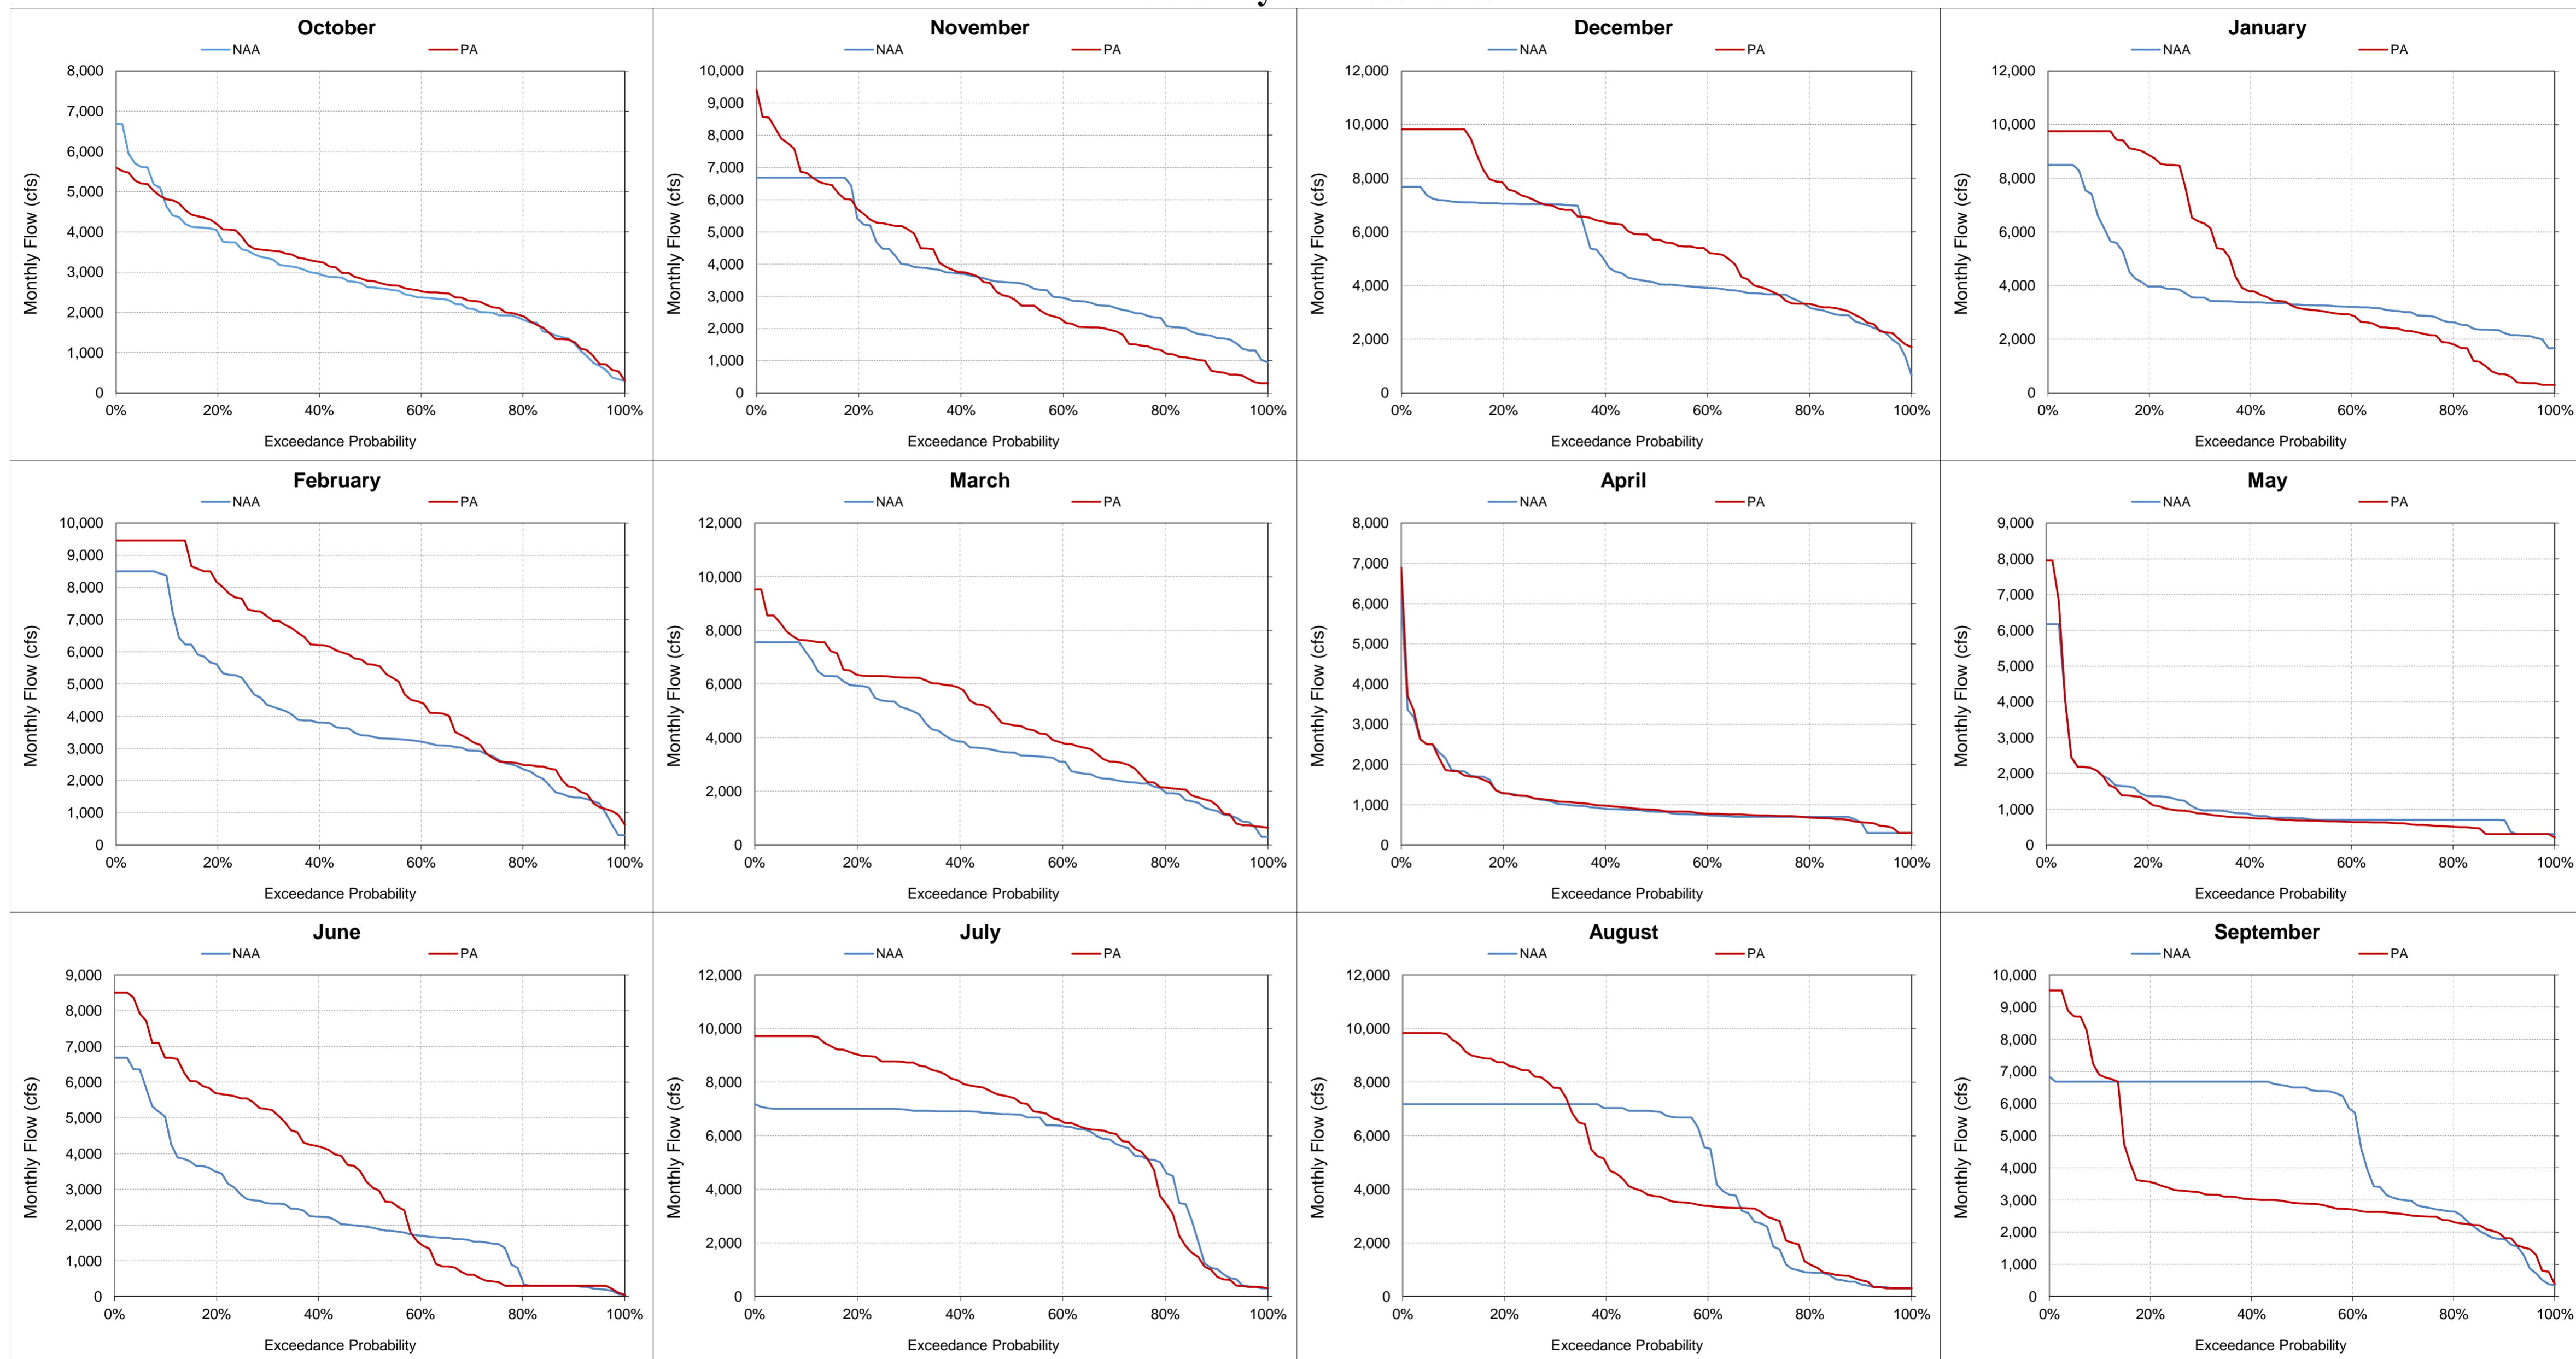 October
NAA PA
8,000
7,000
6,000
5,000
4,000
3,000
2,000
1,000
0
Monthly Flow (cfs)
0% 20% 40% 60% 80% 100%
Exceedance Probability
November
NAA PA
10,000
9,000
8,000
7,000
6,000
5,000
4,000
3,000
2,000
1,000
0
Monthly Flow (cfs)
0% 20% 40% 60% 80% 100%
Exceedance Probability
December
NAA PA
12,000
10,000
8,000
6,000
4,000
2,000
0
Monthly Flow (cfs)
0% 20% 40% 60% 80% 100%
Exceedance Probability
January
NAA PA
12,000
10,000
8,000
6,000
4,000
2,000
0
Monthly Flow (cfs)
0% 20% 40% 60% 80% 100%
Exceedance Probability
February
NAA PA
10,000
9,000
8,000
7,000
6,000
5,000
4,000
3,000
2,000
1,000
0
Monthly Flow (cfs)
0% 20% 40% 60% 80% 100%
Exceedance Probability
March
NAA PA
12,000
10,000
8,000
6,000
4,000
2,000
0
Monthly Flow (cfs)
0% 20% 40% 60% 80% 100%
Exceedance Probability
April
NAA PA
8,000
7,000
6,000
5,000
4,000
3,000
2,000
1,000
0
Monthly Flow (cfs)
0% 20% 40% 60% 80% 100%
Exceedance Probability
May
NAA PA
9,000
8,000
7,000
6,000
5,000
4,000
3,000
2,000
1,000
0
Monthly Flow (cfs)
0% 20% 40% 60% 80% 100%
Exceedance Probability
June
NAA PA
9,000
8,000
7,000
6,000
5,000
4,000
3,000
2,000
1,000
0
Monthly Flow (cfs)
0% 20% 40% 60% 80% 100%
Exceedance Probability
July
NAA PA
12,000
10,000
8,000
6,000
4,000
2,000
0
Monthly Flow (cfs)
0% 20% 40% 60% 80% 100%
Exceedance Probability
August
NAA PA
12,000
10,000
8,000
6,000
4,000
2,000
0
Monthly Flow (cfs)
0% 20% 40% 60% 80% 100%
Exceedance Probability
September
NAA PA
10,000
9,000
8,000
7,000
6,000
5,000
4,000
3,000
2,000
1,000
0
Monthly Flow (cfs)
0% 20% 40% 60% 80% 100%
Exceedance Probability